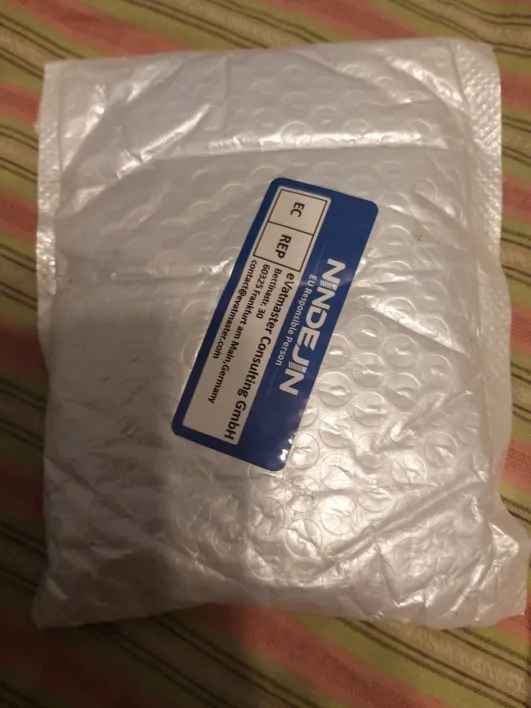 NINDEJIN
EU Responsible Person
EC REP
eVatmaster Consulting GmbH
Bettinastr. 30
60325 Frankfurt am Main,Germany
contact@evatmaster.com